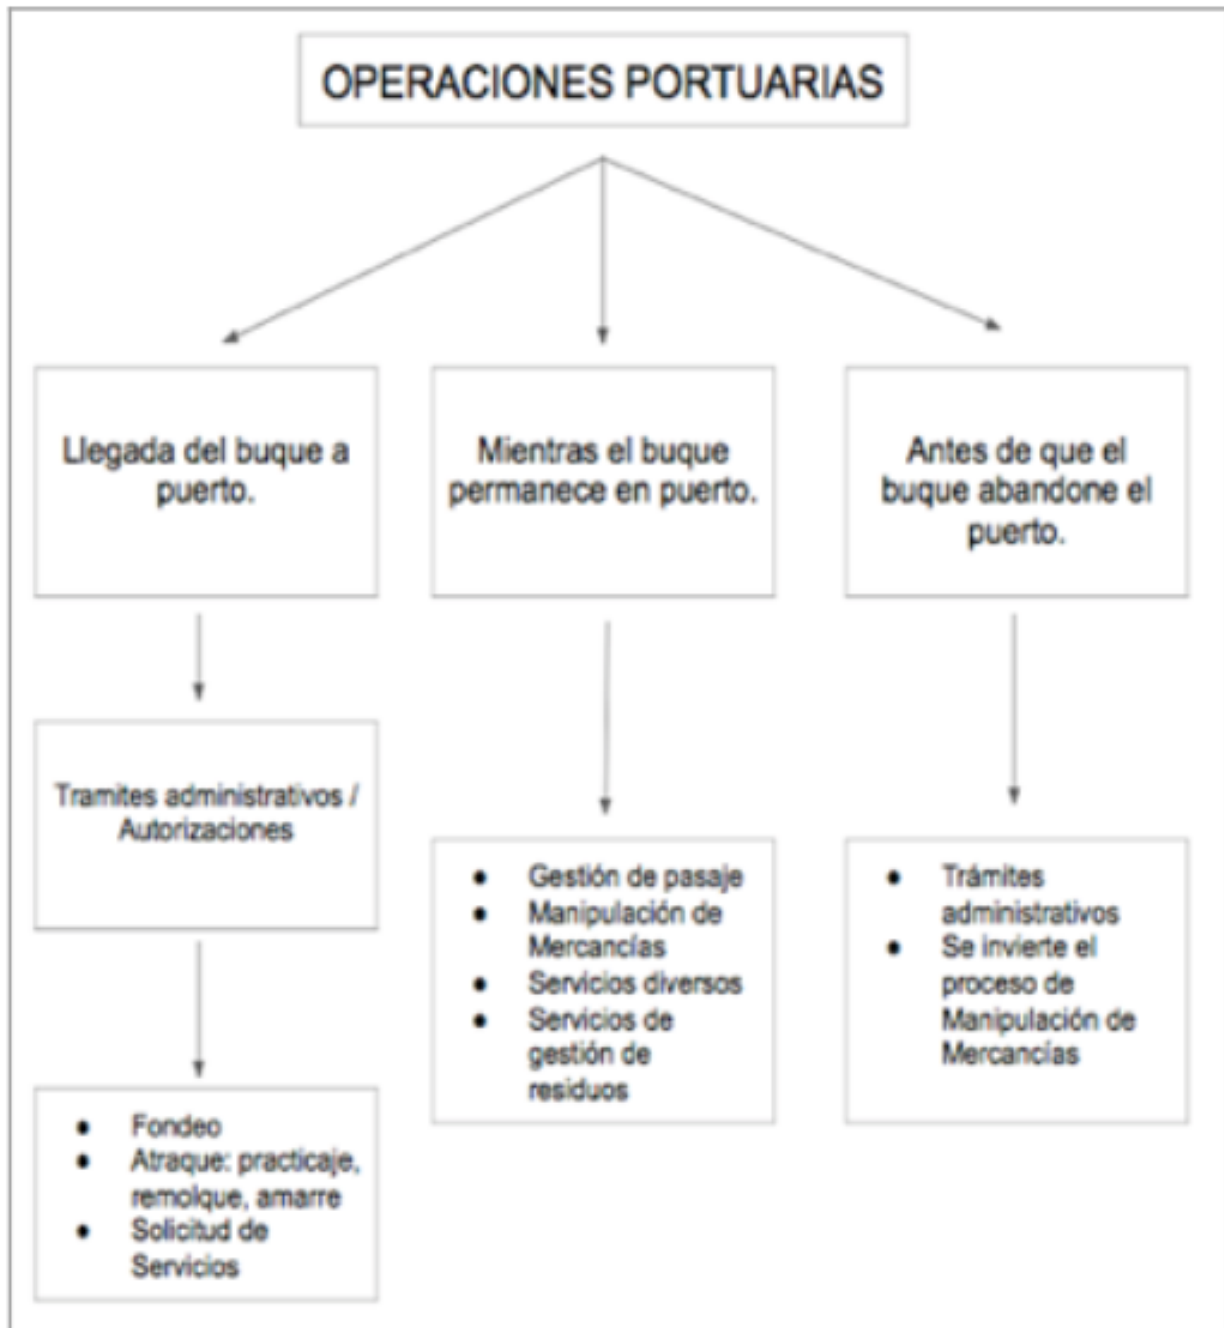 OPERACIONES PORTUARIAS
Llegada del buque a
puerto.
Mientras el buque
permanece en puerto.
Antes de que el
buque abandone el
puerto.
Tramites administrativos /
Autorizaciones
● Gestión de pasaje
● Manipulación de
Mercancías
● Servicios diversos
● Servicios de
gestión de
residuos
● Trámites
administrativos
● Se invierte el
proceso de
Manipulación de
Mercancías
● Fondeo
● Atraque: practicaje,
remolque, amarre
● Solicitud de
Servicios